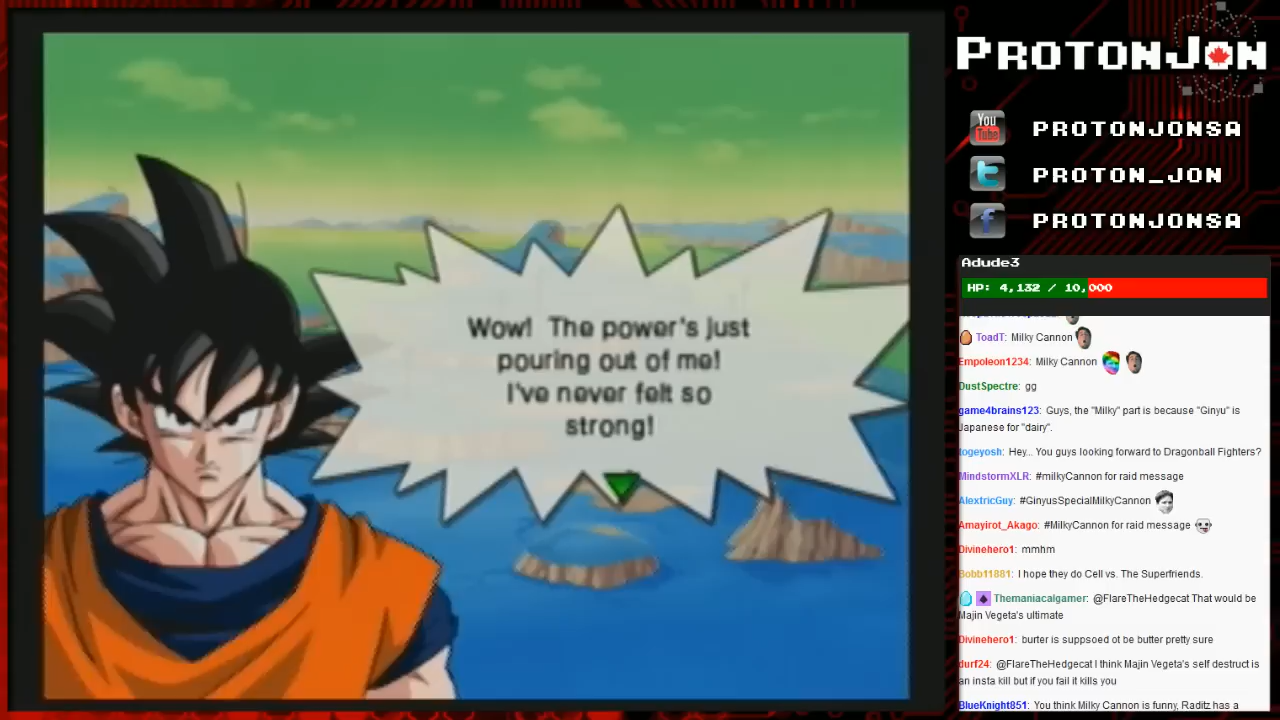 Wow! The power's just
pouring out of me!
I've never felt so
strong!
PROTONJON
You
Tube
PROTONJONSA
PROTON_JON
PROTONJONSA
Adude3
HP: 4,132 / 10,000
ToadT: Milky Cannon
Empoleon1234: Milky Cannon
DustSpectre: gg
game4brains123: Guys, the "Milky" part is because "Ginyu" is
Japanese for "dairy".
togeyosh: Hey... You guys looking forward to Dragonball Fighters?
MindstormXLR: #milkyCannon for raid message
AlextricGuy: #GinyusSpecialMilkyCannon
Amayirot_Akago: #MilkyCannon for raid message
Divinehero1: mmhm
Bobb11881: I hope they do Cell vs. The Superfriends.
Themaniacalgamer: @FlareTheHedgecat That would be
Majin Vegeta's ultimate
Divinehero1: burter is suppsoed ot be butter pretty sure
durf24: @FlareTheHedgecat I think Majin Vegeta's self destruct is
an insta kill but if you fail it kills you
BlueKnight851: You think Milky Cannon is funny, Raditz has a